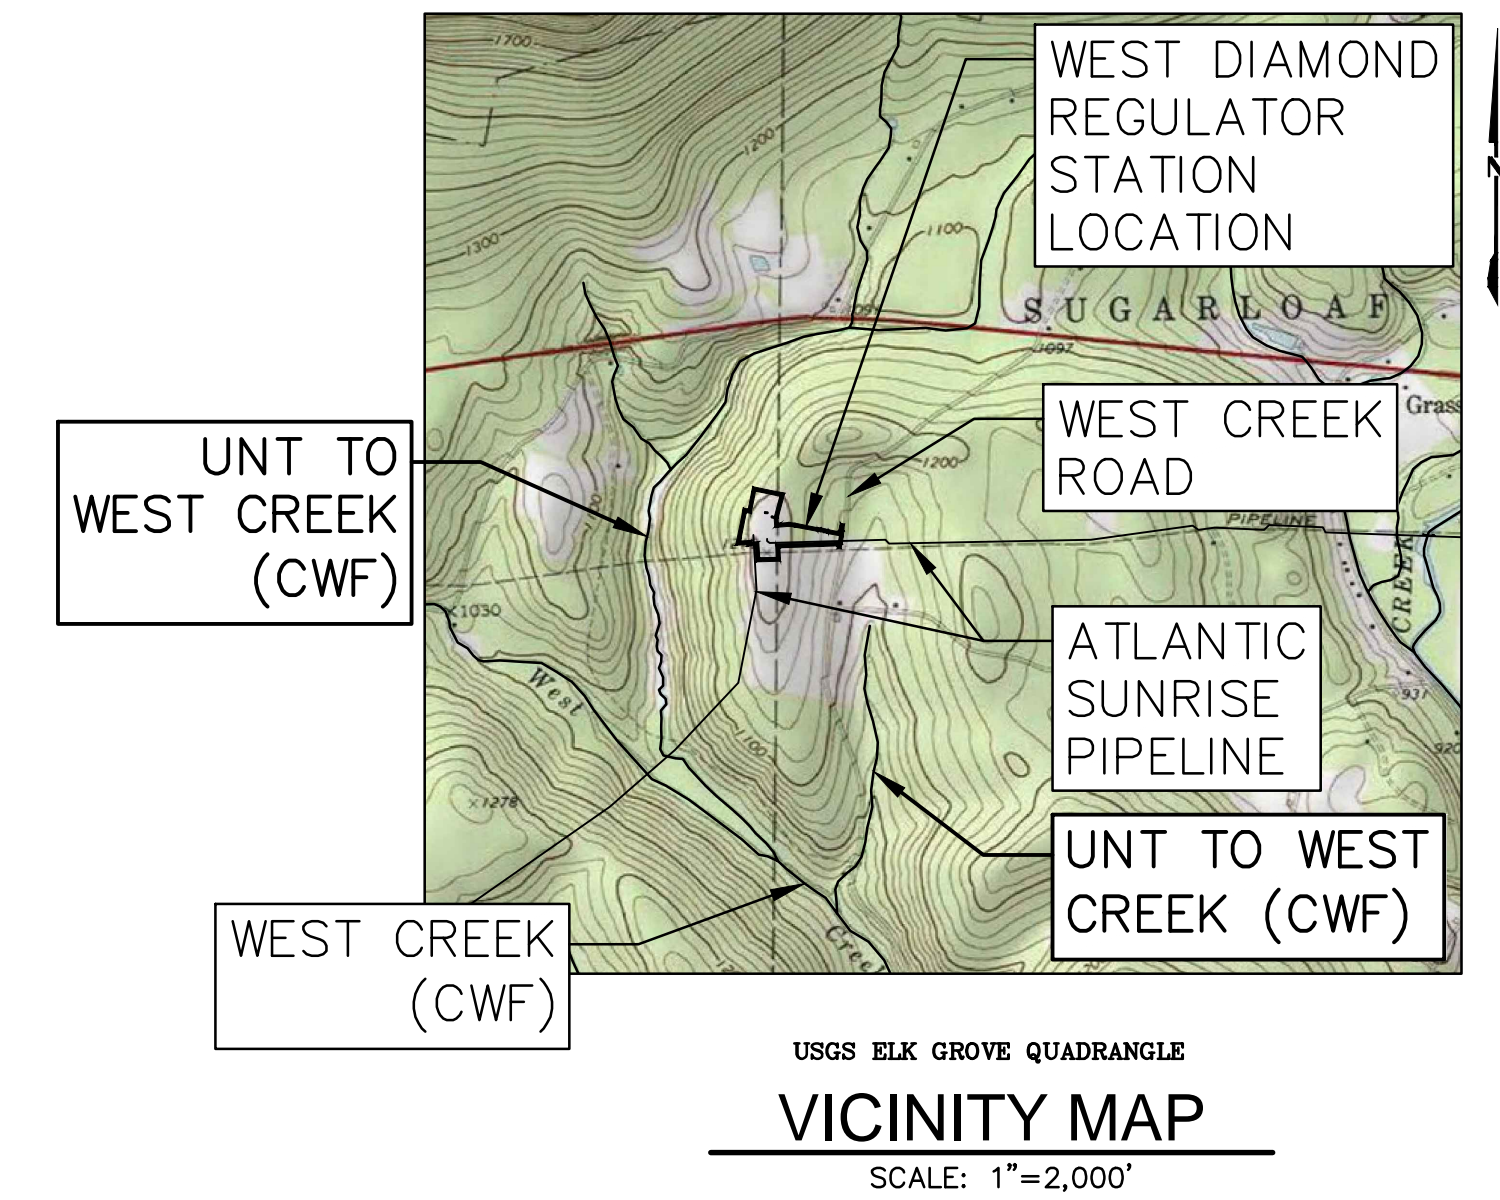 1700
WEST DIAMOND
REGULATOR
STATION
LOCATION
N
1200
1300
1100
SUGARLOAF
1097
WEST CREEK
ROAD
Grass
UNT TO
WEST CREEK
(CWF)
1200
PIPELINE
CREEK
×1030
ATLANTIC
SUNRISE
PIPELINE
West
931
1100
920
×1278
UNT TO WEST
CREEK (CWF)
WEST CREEK
(CWF)
Creek
USGS ELK GROVE QUADRANGLE
VICINITY MAP
SCALE: 1"=2,000'